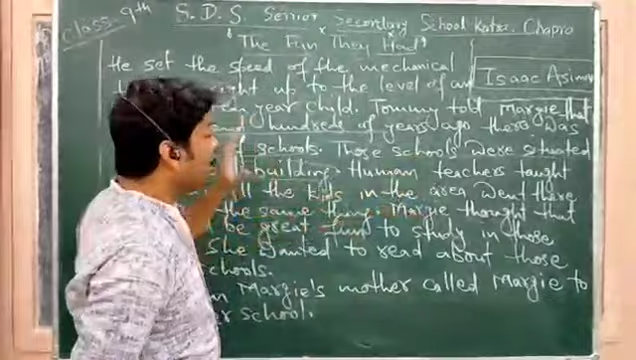 Class 9th
S. D. S. Senior Secondary School Katsa, Chapra
"The Fun They Had"
Isaac Asimov
He set the speed of the mechanical
right up to the level of an
year child. Tommy told Margie that
hundreds of years ago there was
schools. Those schools were situated
building. Human teachers taught
all the kids in the area went there
the same thing. Margie thought that
be great fun to study in those
She wanted to read about those
schools.
Margie's mother called Margie to
school.